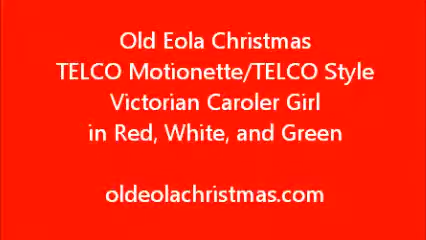 Old Eola Christmas
TELCO Motionette/TELCO Style
Victorian Caroler Girl
in Red, White, and Green
oldeolachristmas.com